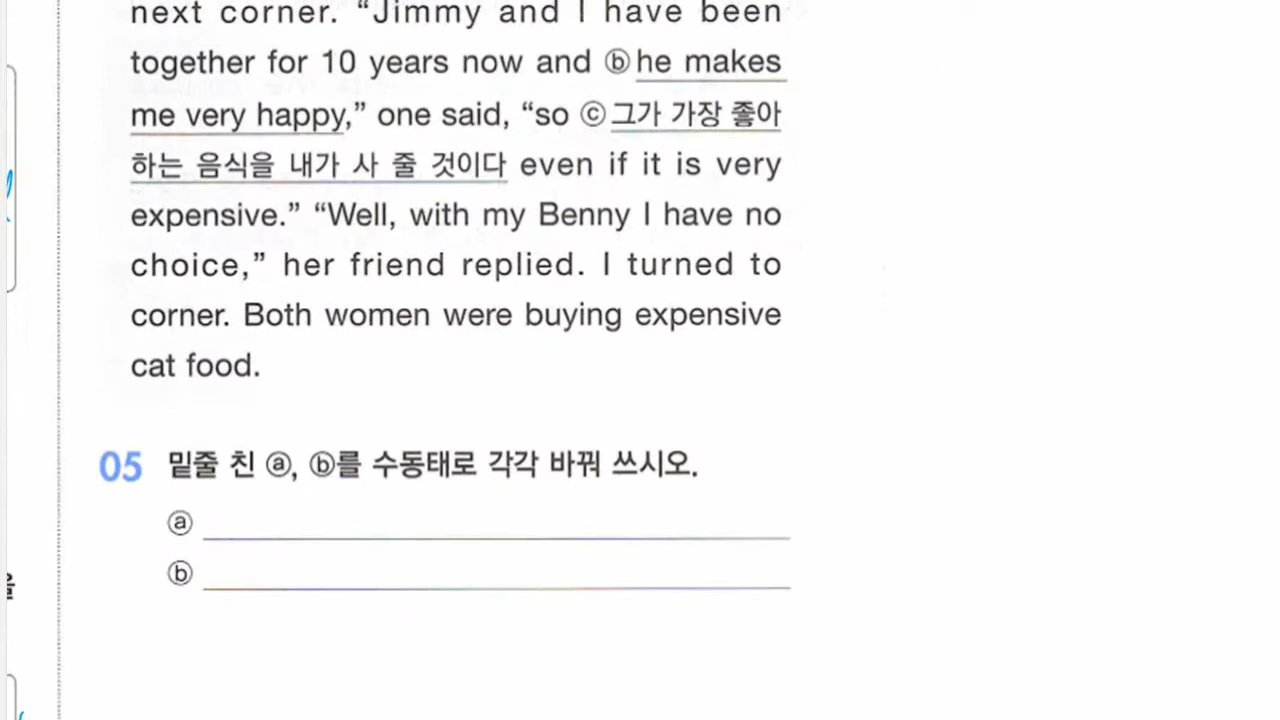 next corner. “Jimmy and I have been
together for 10 years now and ⓑhe makes
me very happy,” one said, “so ⓒ그가 가장 좋아
하는 음식을 내가 사 줄 것이다 even if it is very
expensive.” “Well, with my Benny I have no
choice,” her friend replied. I turned to
corner. Both women were buying expensive
cat food.
05 밑줄 친 ⓐ, ⓑ를 수동태로 각각 바꿔 쓰시오.
ⓐ
ⓑ